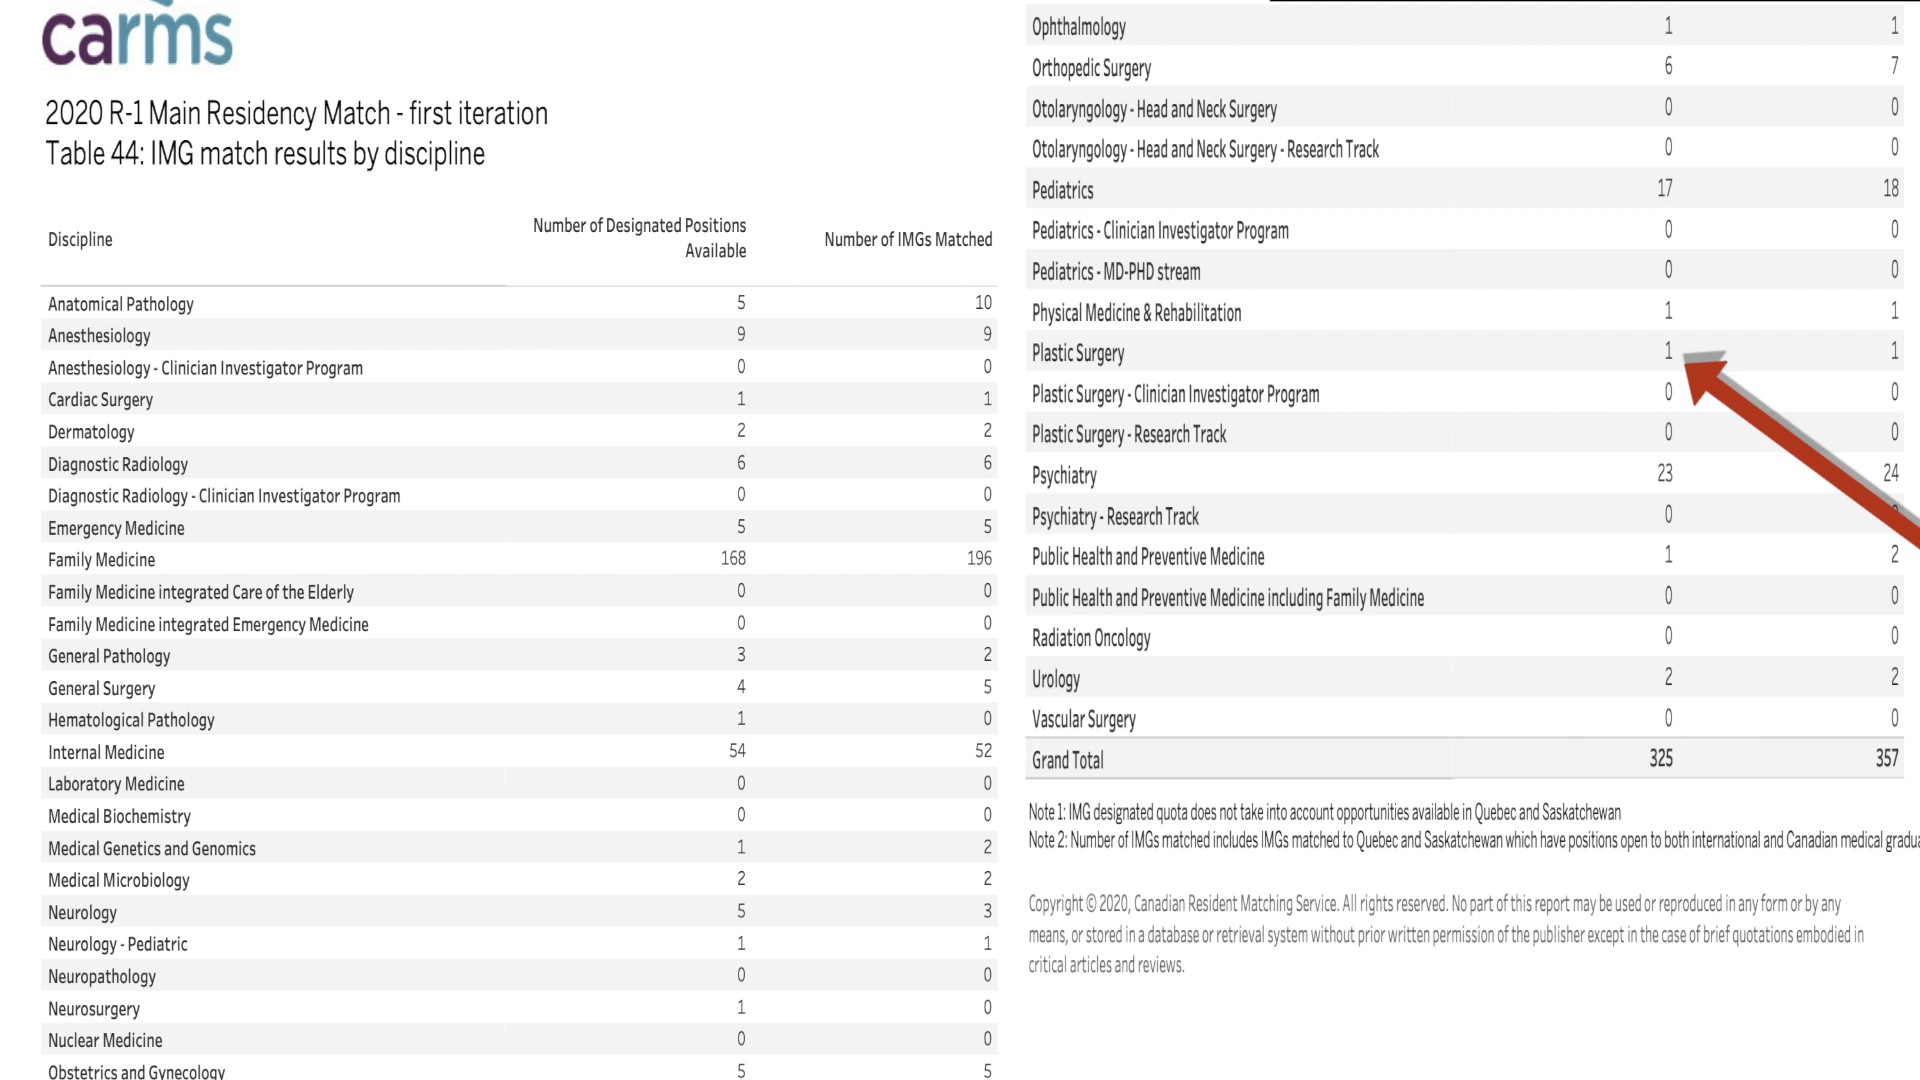 carms
2020 R-1 Main Residency Match - first iteration
Table 44: IMG match results by discipline
Discipline Number of Designated Positions Available Number of IMGs Matched
Anatomical Pathology 5 10
Anesthesiology 9 9
Anesthesiology - Clinician Investigator Program 0 0
Cardiac Surgery 1 1
Dermatology 2 2
Diagnostic Radiology 6 6
Diagnostic Radiology - Clinician Investigator Program 0 0
Emergency Medicine 5 5
Family Medicine 168 196
Family Medicine integrated Care of the Elderly 0 0
Family Medicine integrated Emergency Medicine 0 0
General Pathology 3 2
General Surgery 4 5
Hematological Pathology 1 0
Internal Medicine 54 52
Laboratory Medicine 0 0
Medical Biochemistry 0 0
Medical Genetics and Genomics 1 2
Medical Microbiology 2 2
Neurology 5 3
Neurology - Pediatric 1 1
Neuropathology 0 0
Neurosurgery 1 0
Nuclear Medicine 0 0
Obstetrics and Gynecology 5 5
Ophthalmology 1 1
Orthopedic Surgery 6 7
Otolaryngology - Head and Neck Surgery 0 0
Otolaryngology - Head and Neck Surgery - Research Track 0 0
Pediatrics 17 18
Pediatrics - Clinician Investigator Program 0 0
Pediatrics - MD-PHD stream 0 0
Physical Medicine & Rehabilitation 1 1
Plastic Surgery 1 1
Plastic Surgery - Clinician Investigator Program 0 0
Plastic Surgery - Research Track 0 0
Psychiatry 23 24
Psychiatry - Research Track 0
Public Health and Preventive Medicine 1 2
Public Health and Preventive Medicine including Family Medicine 0 0
Radiation Oncology 0 0
Urology 2 2
Vascular Surgery 0 0
Grand Total 325 357
Note 1: IMG designated quota does not take into account opportunities available in Quebec and Saskatchewan
Note 2: Number of IMGs matched includes IMGs matched to Quebec and Saskatchewan which have positions open to both international and Canadian medical
Copyright © 2020, Canadian Resident Matching Service. All rights reserved. No part of this report may be used or reproduced in any form or by any
means, or stored in a database or retrieval system without prior written permission of the publisher except in the case of brief quotations embodied in
critical articles and reviews.